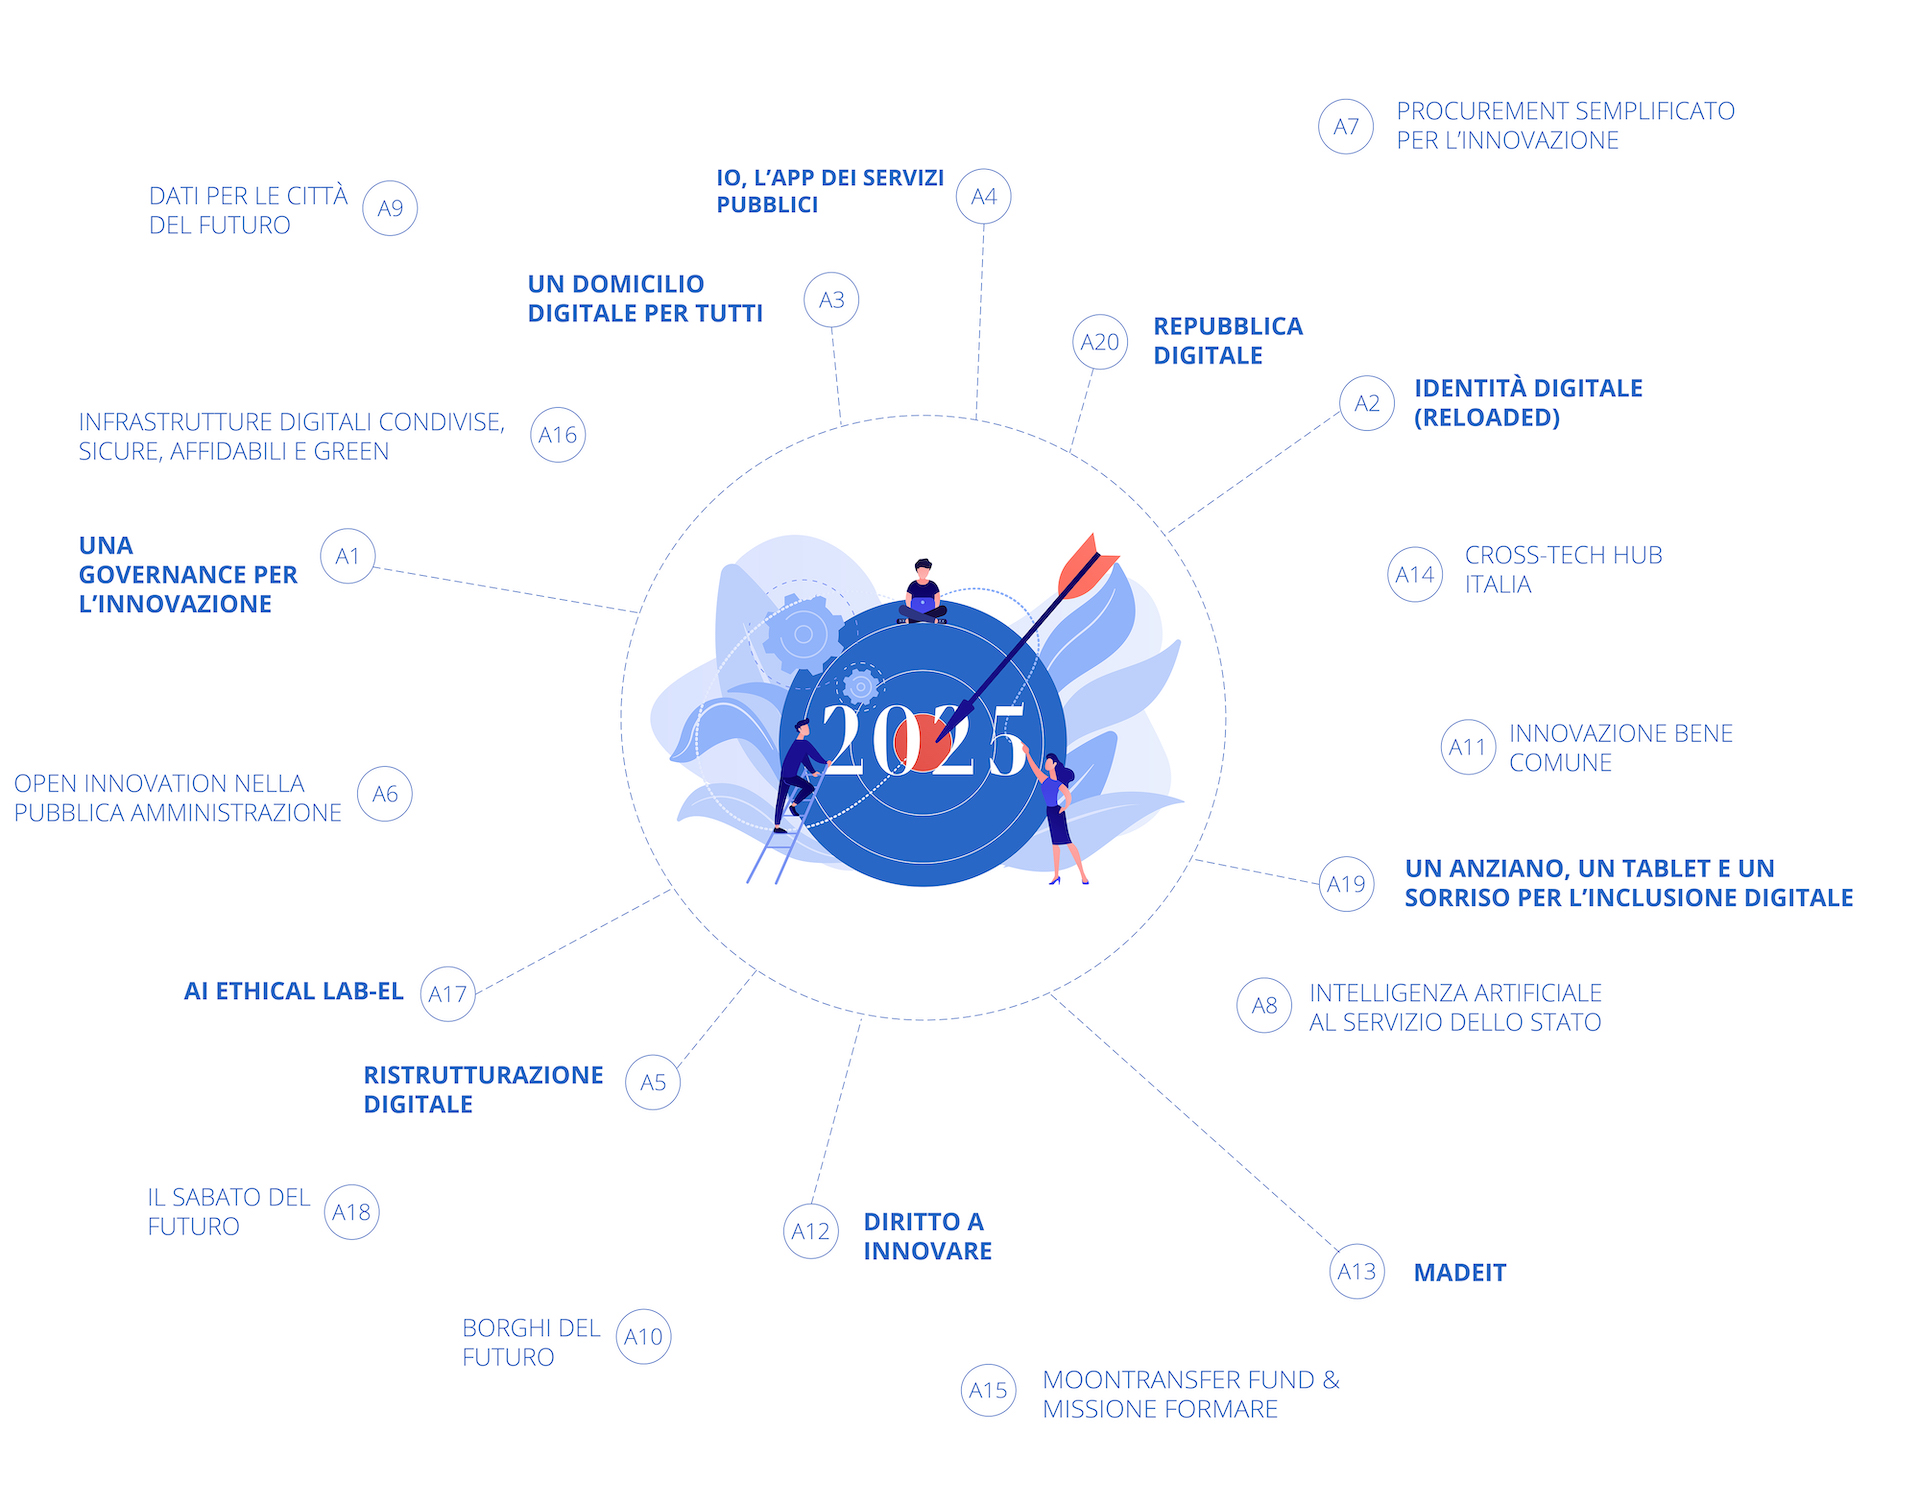 A7
PROCUREMENT SEMPLIFICATO
PER L’INNOVAZIONE
IO, L’APP DEI SERVIZI
PUBBLICI
A4
DATI PER LE CITTÀ
DEL FUTURO
A9
UN DOMICILIO
DIGITALE PER TUTTI
A3
A20
REPUBBLICA
DIGITALE
A2
IDENTITÀ DIGITALE
(RELOADED)
INFRASTRUTTURE DIGITALI CONDIVISE,
SICURE, AFFIDABILI E GREEN
A16
UNA
GOVERNANCE PER
L’INNOVAZIONE
A1
A14
CROSS-TECH HUB
ITALIA
2025
A11
INNOVAZIONE BENE
COMUNE
OPEN INNOVATION NELLA
PUBBLICA AMMINISTRAZIONE
A6
A19
UN ANZIANO, UN TABLET E UN
SORRISO PER L’INCLUSIONE DIGITALE
AI ETHICAL LAB-EL
A17
A8
INTELLIGENZA ARTIFICIALE
AL SERVIZIO DELLO STATO
RISTRUTTURAZIONE
DIGITALE
A5
IL SABATO DEL
FUTURO
A18
A12
DIRITTO A
INNOVARE
A13
MADEIT
BORGHI DEL
FUTURO
A10
A15
MOONTRANSFER FUND &
MISSIONE FORMARE